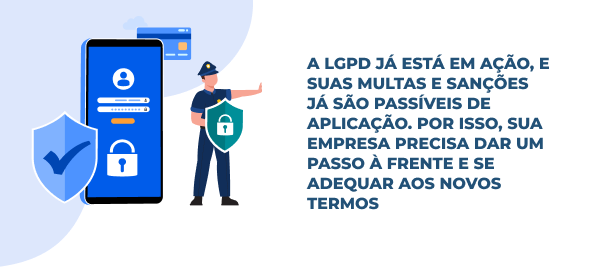 A LGPD JÁ ESTÁ EM AÇÃO, E
SUAS MULTAS E SANÇÕES
JÁ SÃO PASSÍVEIS DE
APLICAÇÃO. POR ISSO, SUA
EMPRESA PRECISA DAR UM
PASSO À FRENTE E SE
ADEQUAR AOS NOVOS
TERMOS